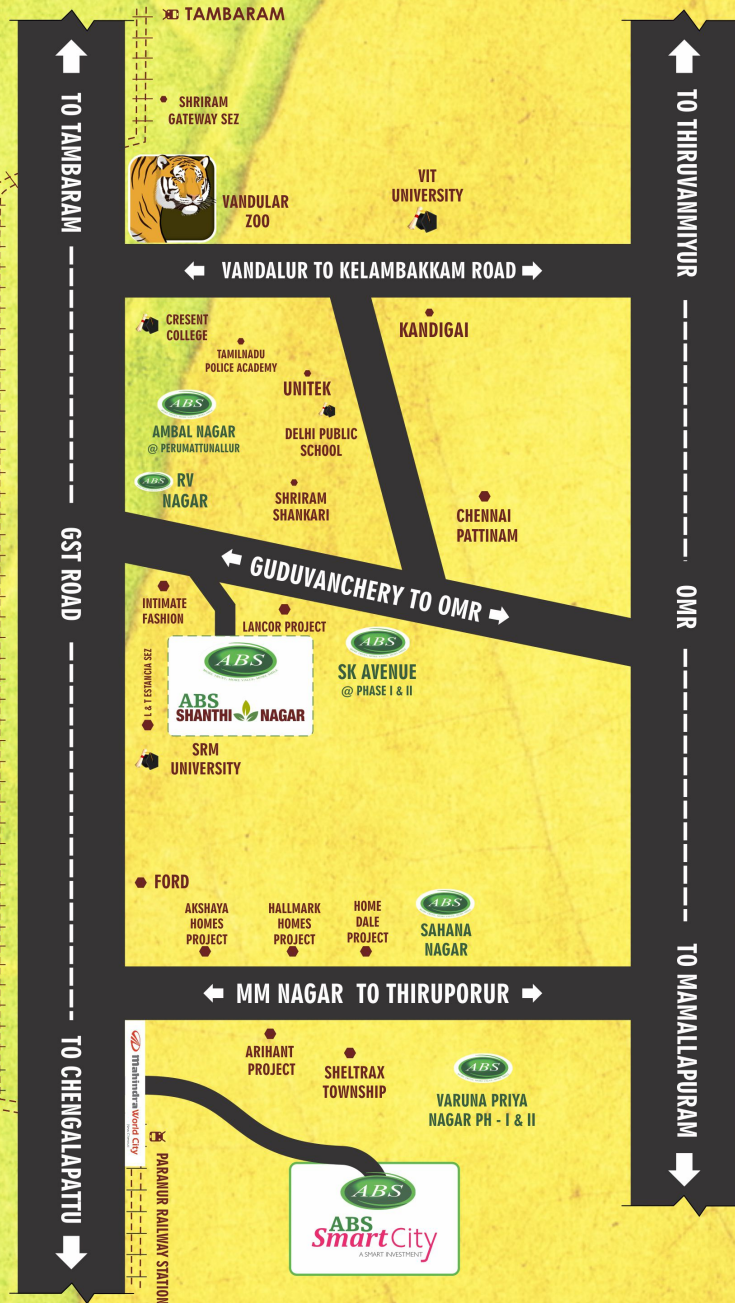 TAMBARAM
TO TAMBARAM
TO THIRUVANMIYUR
SHRIRAM
GATEWAY SEZ
VANDULAR
ZOO
VIT
UNIVERSITY
VANDALUR TO KELAMBAKKAM ROAD
CRESENT
COLLEGE
KANDIGAI
TAMILNADU
POLICE ACADEMY
UNITEK
ABS
AMBAL NAGAR
@ PERUMATTUNALLUR
DELHI PUBLIC
SCHOOL
ABS
RV
NAGAR
SHRIRAM
SHANKARI
CHENNAI
PATTINAM
GST ROAD
GUDUVANCHERY TO OMR
OMR
INTIMATE
FASHION
LANCOR PROJECT
ABS
SK AVENUE
@ PHASE I & II
L & T ESTANCIA SEZ
ABS
ABS
SHANTHI NAGAR
SRM
UNIVERSITY
FORD
AKSHAYA
HOMES
PROJECT
HALLMARK
HOMES
PROJECT
HOME
DALE
PROJECT
ABS
SAHANA
NAGAR
MM NAGAR TO THIRUPORUR
TO CHENGALAPATTU
TO MAMALLAPURAM
Mahindra World City
ARIHANT
PROJECT
SHELTRAX
TOWNSHIP
ABS
VARUNA PRIYA
NAGAR PH - I & II
PARANUR RAILWAY STATION
ABS
ABS
Smart City
A SMART INVESTMENT